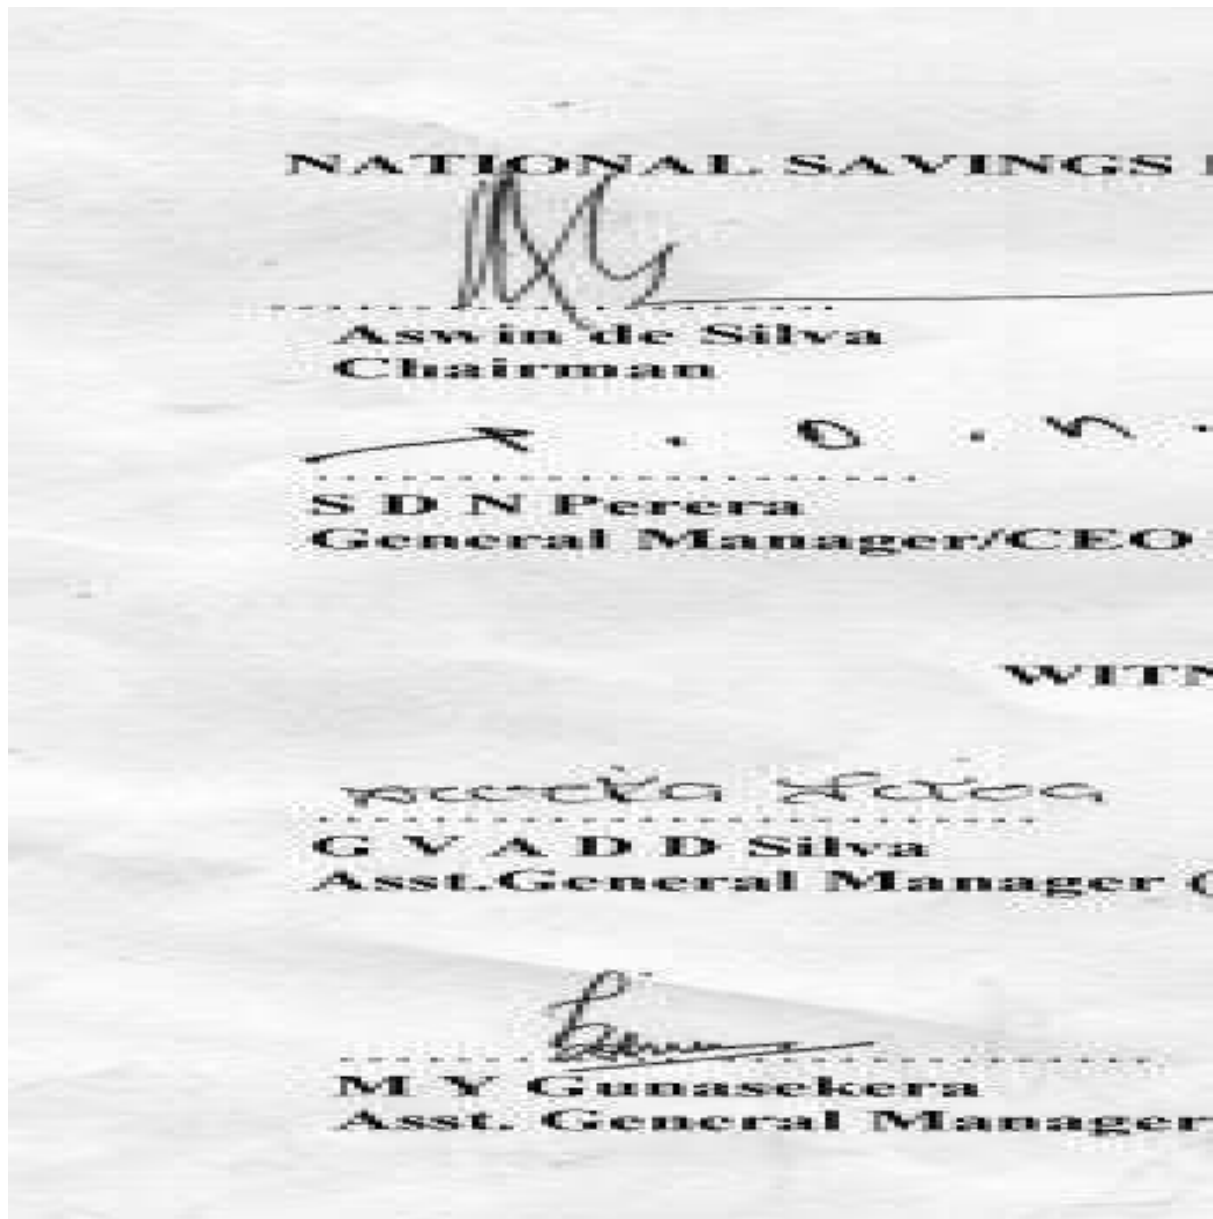 NATIONAL SAVINGS
Aswin de Silva
Chairman
S D N Perera
General Manager/CEO
G V A D D Silva
Asst.General Manager (
M Y Gunasekera
Asst. General Manager